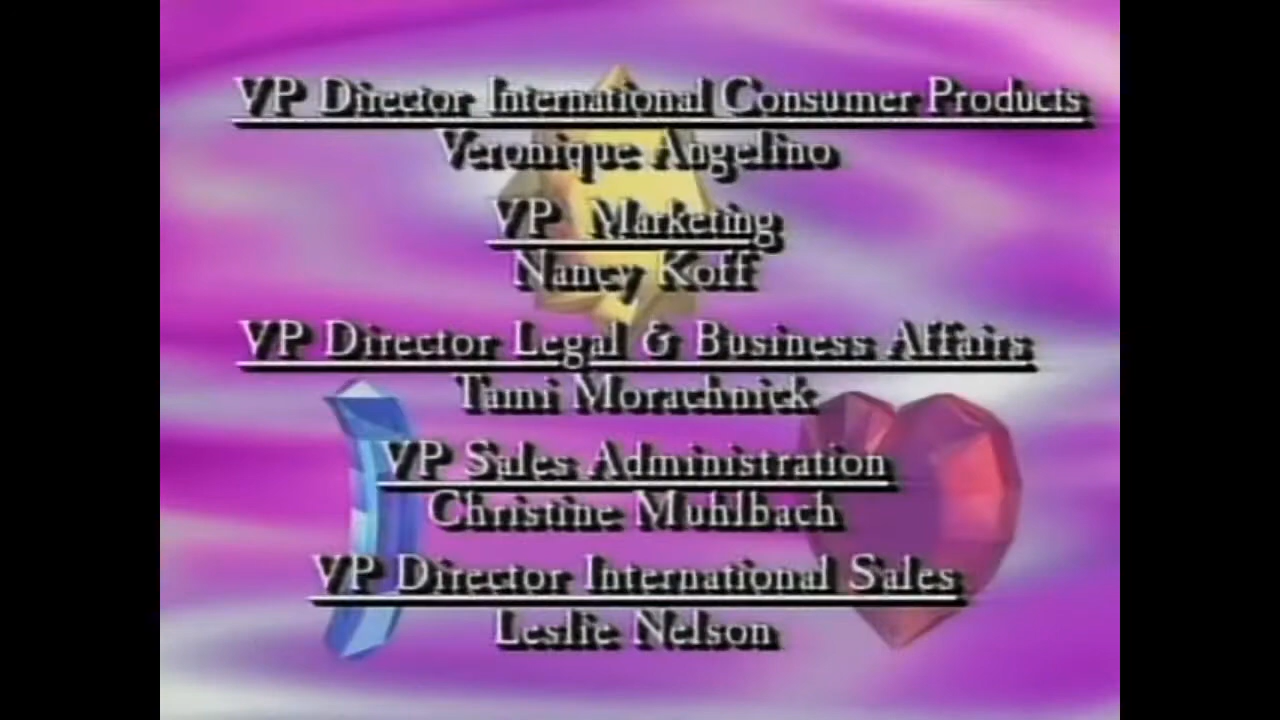 VP Director International Consumer Products
Veronique Angelino
VP Marketing
Nancy Koff
VP Director Legal & Business Affairs
Tami Morachnick
VP Sales Administration
Christine Muhlbach
VP Director International Sales
Leslie Nelson